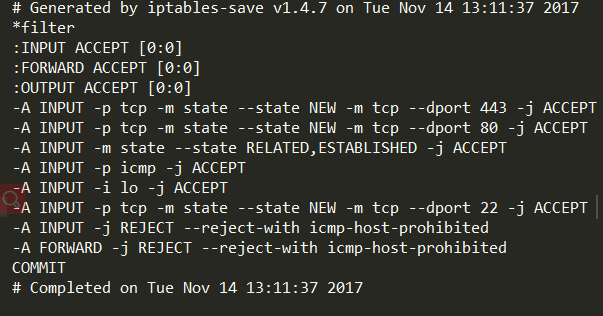 # Generated by iptables-save v1.4.7 on Tue Nov 14 13:11:37 2017
*filter
:INPUT ACCEPT [0:0]
:FORWARD ACCEPT [0:0]
:OUTPUT ACCEPT [0:0]
-A INPUT -p tcp -m state --state NEW -m tcp --dport 443 -j ACCEPT
-A INPUT -p tcp -m state --state NEW -m tcp --dport 80 -j ACCEPT
-A INPUT -m state --state RELATED,ESTABLISHED -j ACCEPT
-A INPUT -p icmp -j ACCEPT
-A INPUT -i lo -j ACCEPT
-A INPUT -p tcp -m state --state NEW -m tcp --dport 22 -j ACCEPT
-A INPUT -j REJECT --reject-with icmp-host-prohibited
-A FORWARD -j REJECT --reject-with icmp-host-prohibited
COMMIT
# Completed on Tue Nov 14 13:11:37 2017